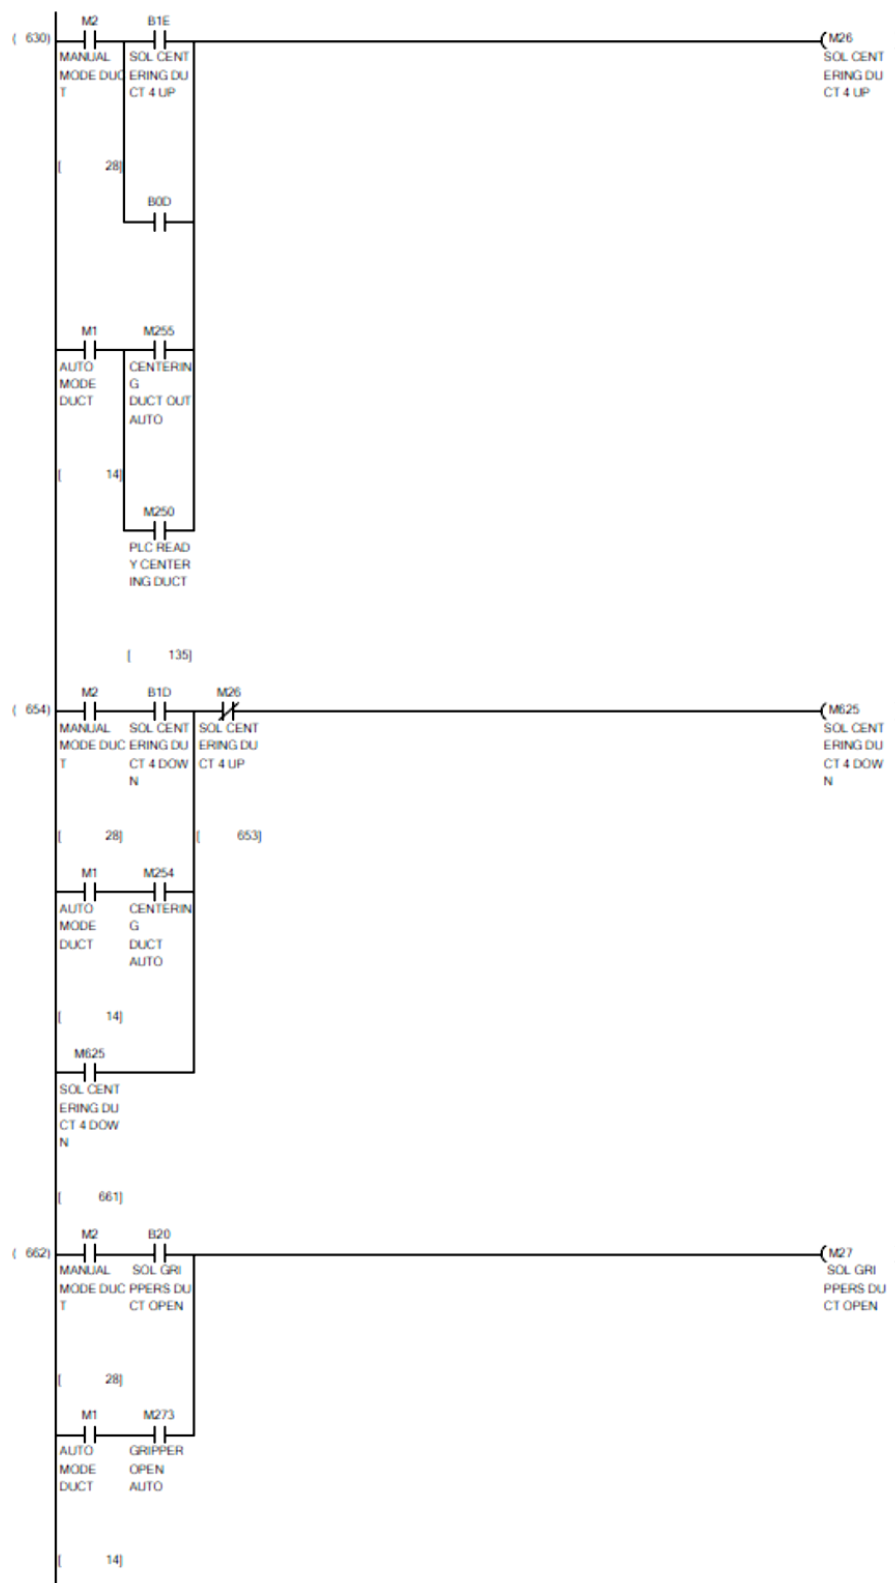 M2 B1E
( 630) (M26
MANUAL SOL CENT SOL CENT
MODE DUC ERING DU ERING DU
T CT 4 UP CT 4 UP
[ 28]
B0D
M1 M255
AUTO CENTERIN
MODE G
DUCT DUCT OUT
AUTO
[ 14]
M250
PLC READ
Y CENTER
ING DUCT
[ 135]
M2 B1D M26
( 654) (M625
MANUAL SOL CENT SOL CENT SOL CENT
MODE DUC ERING DU ERING DU ERING DU
T CT 4 DOW CT 4 UP CT 4 DOW
N N
[ 28] [ 653]
M1 M254
AUTO CENTERIN
MODE G
DUCT DUCT
AUTO
[ 14]
M625
SOL CENT
ERING DU
CT 4 DOW
N
[ 661]
M2 B20
( 662) (M27
MANUAL SOL GRI SOL GRI
MODE DUC PPERS DU PPERS DU
T CT OPEN CT OPEN
[ 28]
M1 M273
AUTO GRIPPER
MODE OPEN
DUCT AUTO
[ 14]